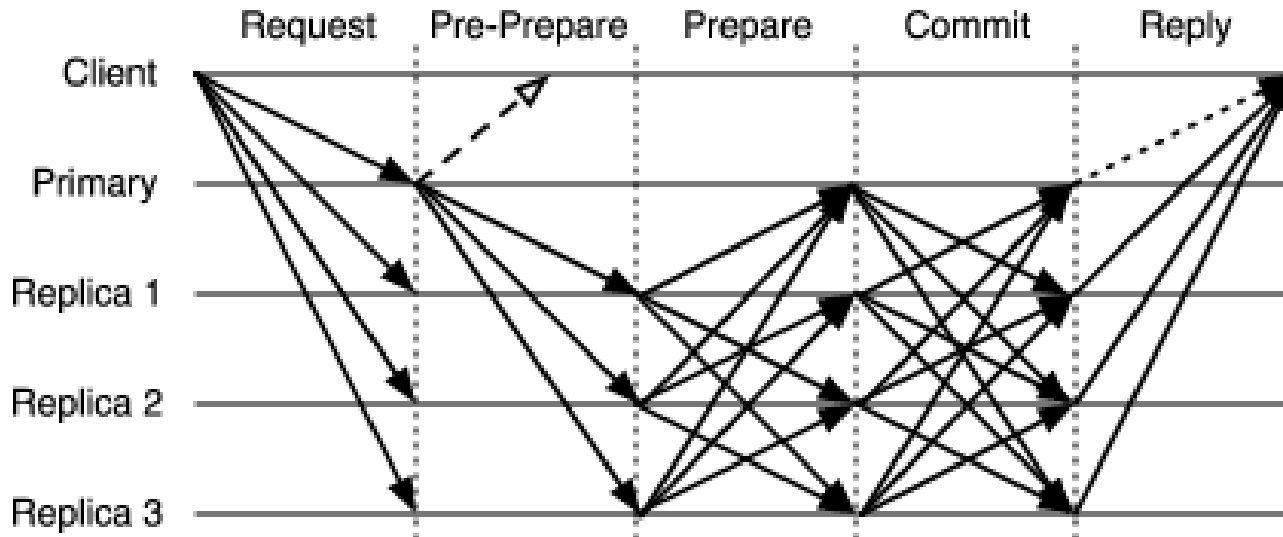 Request Pre-Prepare Prepare Commit Reply
Client
Primary
Replica 1
Replica 2
Replica 3